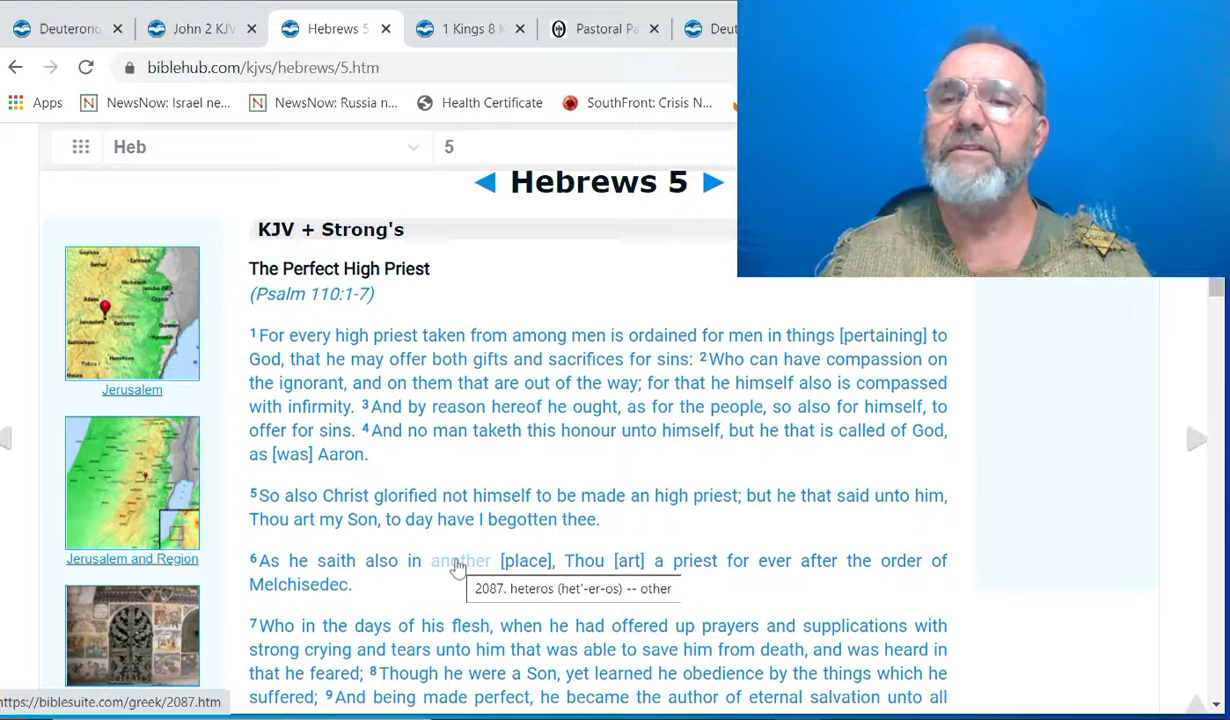 Deuterono
John 2 KJV
Hebrews 5
1 Kings 8 K
Pastoral Pa
Deut
biblehub.com/kjvs/hebrews/5.htm
Apps
NewsNow: Israel ne...
NewsNow: Russia n...
Health Certificate
SouthFront: Crisis N...
Heb
5
Hebrews 5
KJV + Strong's
The Perfect High Priest
(Psalm 110:1-7)
1 For every high priest taken from among men is ordained for men in things [pertaining] to
God, that he may offer both gifts and sacrifices for sins: 2 Who can have compassion on
the ignorant, and on them that are out of the way; for that he himself also is compassed
with infirmity. 3 And by reason hereof he ought, as for the people, so also for himself, to
offer for sins. 4 And no man taketh this honour unto himself, but he that is called of God,
as [was] Aaron.
5 So also Christ glorified not himself to be made an high priest; but he that said unto him,
Thou art my Son, to day have I begotten thee.
6 As he saith also in another [place], Thou [art] a priest for ever after the order of
Melchisedec.
2087. heteros (het'-er-os) -- other
7 Who in the days of his flesh, when he had offered up prayers and supplications with
strong crying and tears unto him that was able to save him from death, and was heard in
that he feared; 8 Though he were a Son, yet learned he obedience by the things which he
suffered; 9 And being made perfect, he became the author of eternal salvation unto all
Jerusalem
Jerusalem and Region
https://biblesuite.com/greek/2087.htm